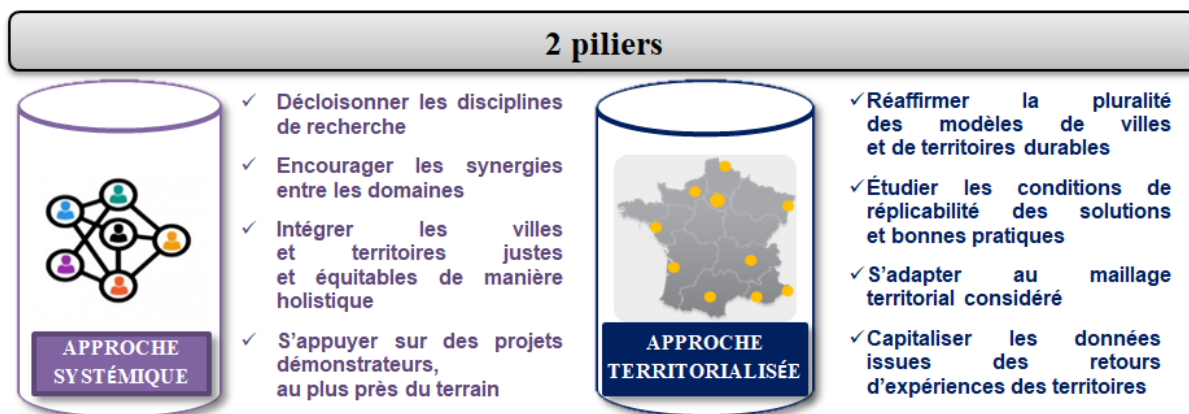 2 piliers
✓ Décloisonner les disciplines
de recherche
✓ Encourager les synergies
entre les domaines
✓ Intégrer les villes
et territoires justes
et équitables de manière
holistique
✓ S’appuyer sur des projets
démonstrateurs,
au plus près du terrain
APPROCHE
SYSTÉMIQUE
✓Réaffirmer la pluralité
des modèles de villes
et de territoires durables
✓Étudier les conditions de
réplicabilité des solutions
et bonnes pratiques
✓S’adapter au maillage
territorial considéré
✓Capitaliser les données
issues des retours
d’expériences des territoires
APPROCHE
TERRITORIALISÉE